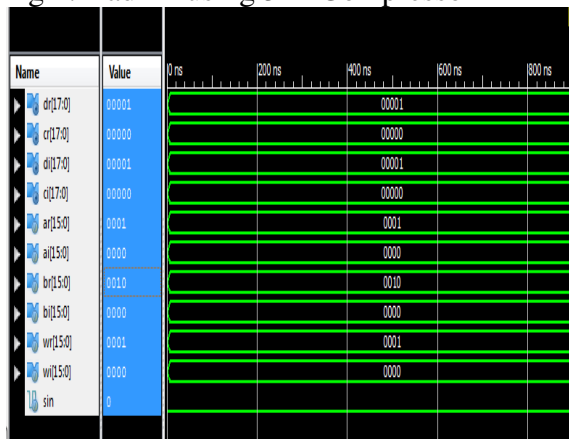 Name Value 0 ns 200 ns 400 ns 600 ns 800 ns
dr[17:0] 00001 00001
cr[17:0] 00000 00000
di[17:0] 00001 00001
ci[17:0] 00000 00000
ar[15:0] 0001 0001
ai[15:0] 0000 0000
br[15:0] 0010 0010
bi[15:0] 0000 0000
wr[15:0] 0001 0001
wi[15:0] 0000 0000
sin 0